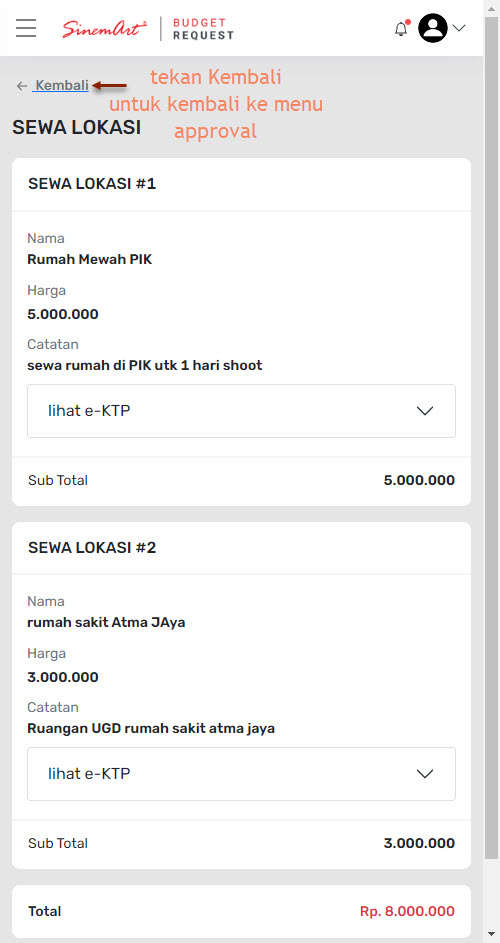 SinemArt BUDGET
REQUEST
← Kembali
tekan Kembali
untuk kembali ke menu
approval
SEWA LOKASI
SEWA LOKASI #1
Nama
Rumah Mewah PIK
Harga
5.000.000
Catatan
sewa rumah di PIK utk 1 hari shoot
lihat e-KTP
Sub Total 5.000.000
SEWA LOKASI #2
Nama
rumah sakit Atma JAya
Harga
3.000.000
Catatan
Ruangan UGD rumah sakit atma jaya
lihat e-KTP
Sub Total 3.000.000
Total Rp. 8.000.000